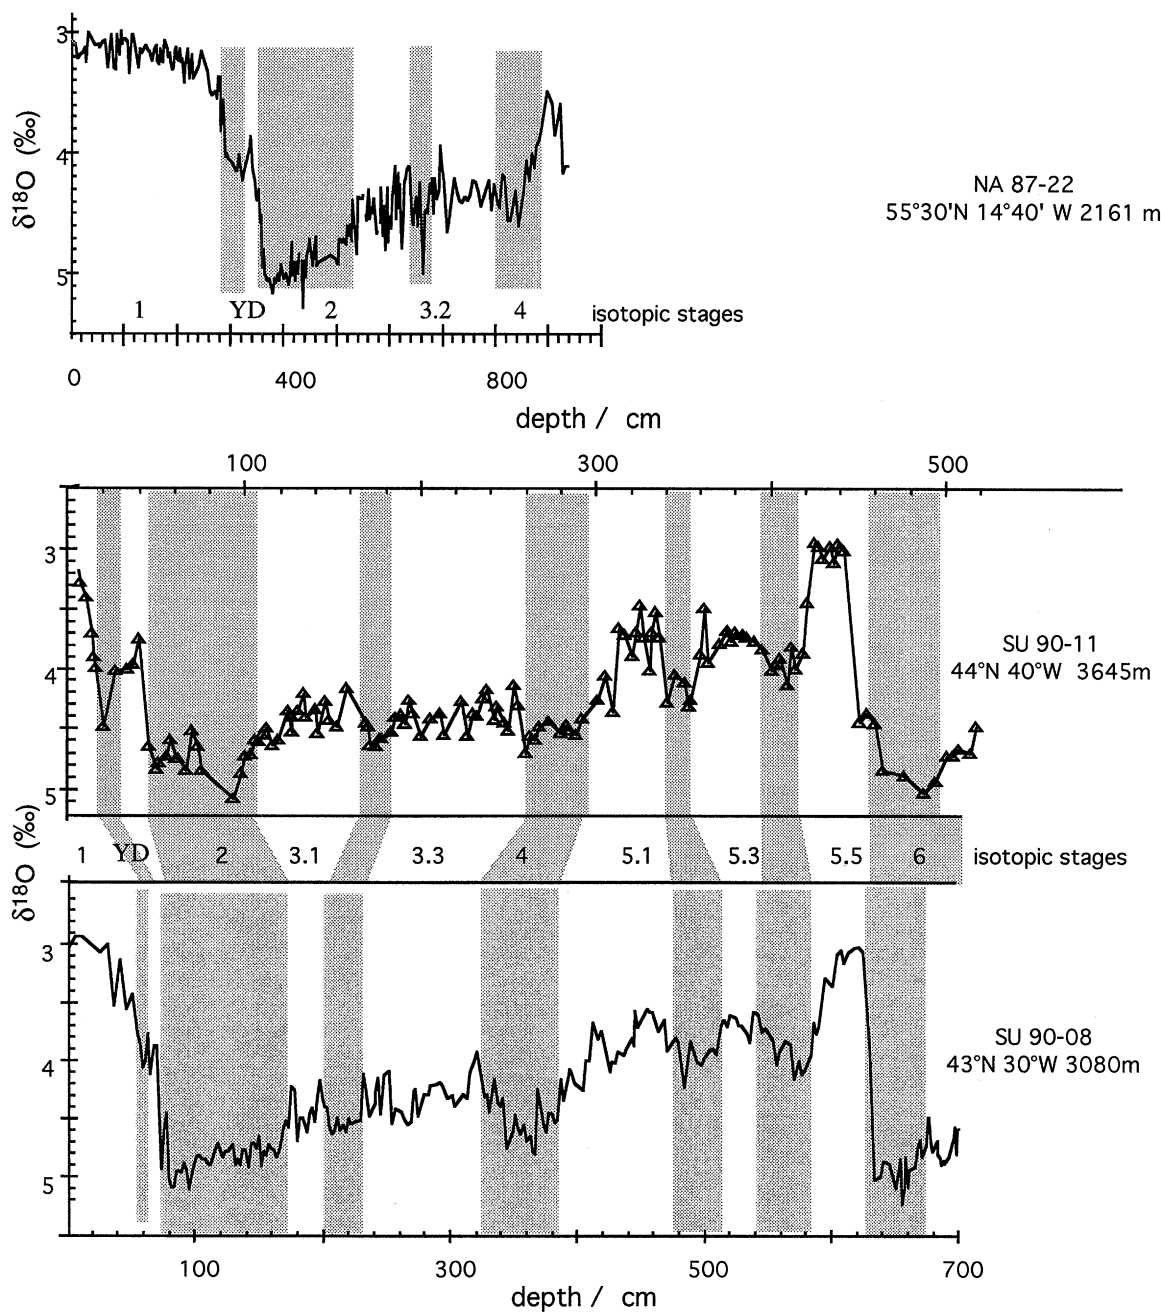 3
4
5
δ18O (‰)
NA 87-22
55°30'N 14°40' W 2161 m
1 YD 2 3.2 4 isotopic stages
0 400 800
depth / cm
100 300 500
3
4
5
SU 90-11
44°N 40°W 3645m
δ18O (‰)
1 YD 2 3.1 3.3 4 5.1 5.3 5.5 6 isotopic stages
3
4
5
SU 90-08
43°N 30°W 3080m
100 300 500 700
depth / cm